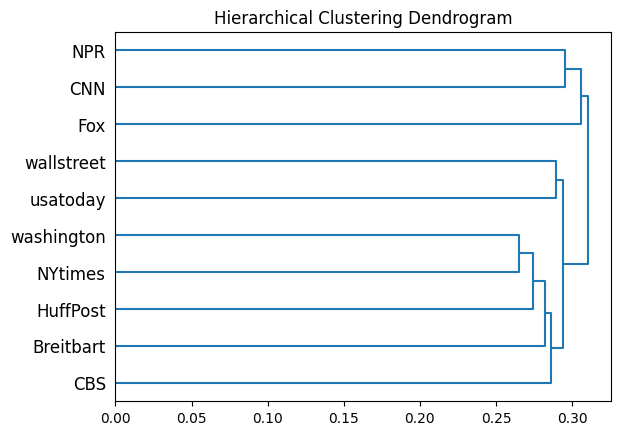 Hierarchical Clustering Dendrogram
NPR
CNN
Fox
wallstreet
usatoday
washington
NYtimes
HuffPost
Breitbart
CBS
0.00 0.05 0.10 0.15 0.20 0.25 0.30